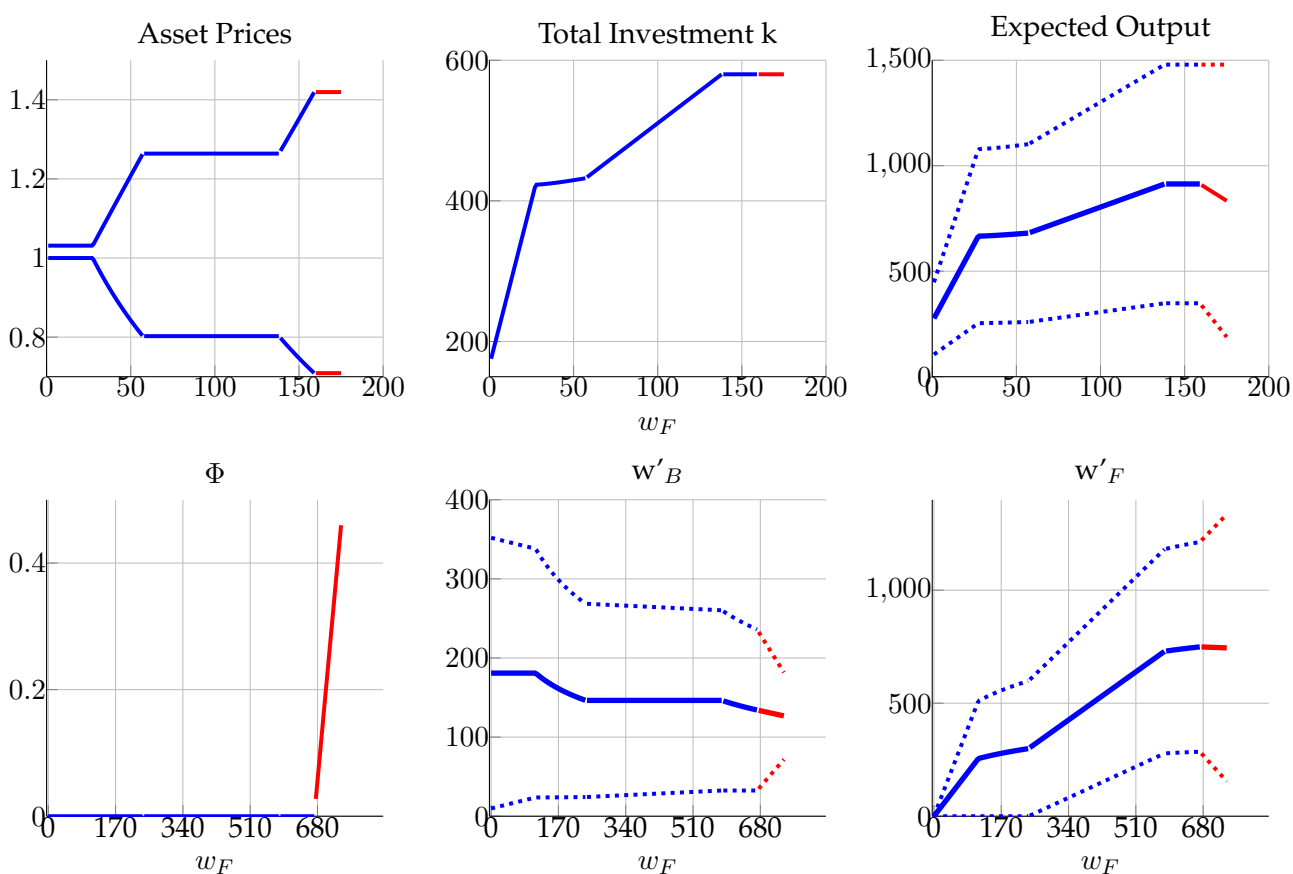 Asset Prices
1.4
1.2
1
0.8
0 50 100 150 200
Total Investment k
600
400
200
0 50 100 150 200
w_F
Expected Output
1,500
1,000
500
0
0 50 100 150 200
Φ
0.4
0.2
0
0 170 340 510 680
w_F
w′_B
400
300
200
100
0
0 170 340 510 680
w_F
w′_F
1,000
500
0
0 170 340 510 680
w_F